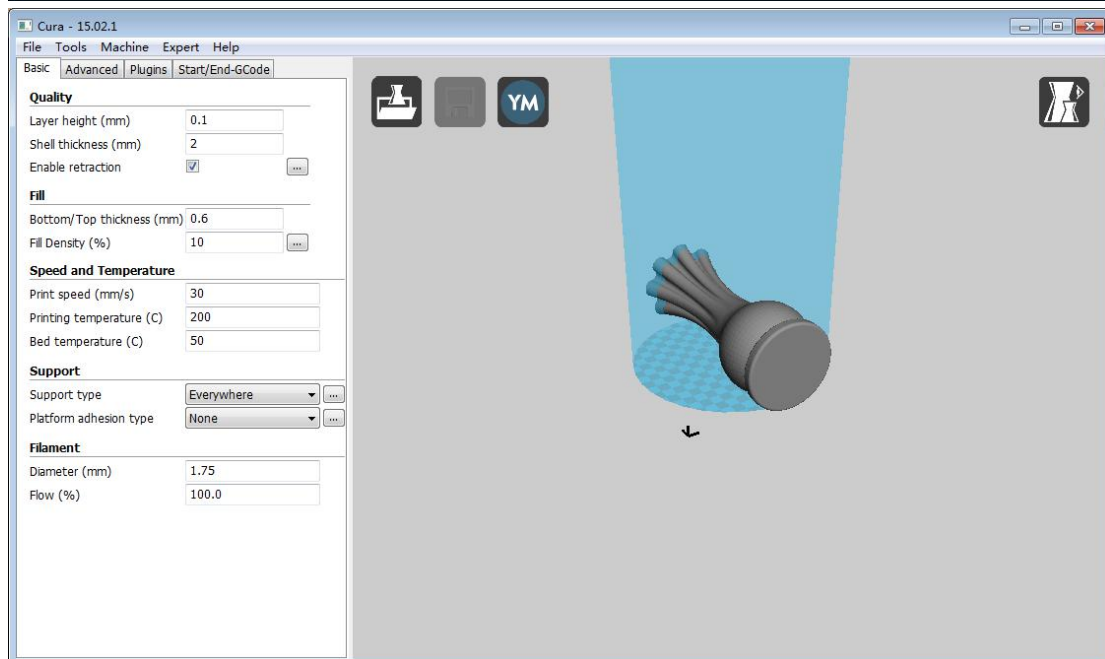 Cura - 15.02.1
File Tools Machine Expert Help
Basic Advanced Plugins Start/End-GCode
Quality
Layer height (mm) 0.1
Shell thickness (mm) 2
Enable retraction ...
Fill
Bottom/Top thickness (mm) 0.6
Fill Density (%) 10 ...
Speed and Temperature
Print speed (mm/s) 30
Printing temperature (C) 200
Bed temperature (C) 50
Support
Support type Everywhere ...
Platform adhesion type None ...
Filament
Diameter (mm) 1.75
Flow (%) 100.0
YM